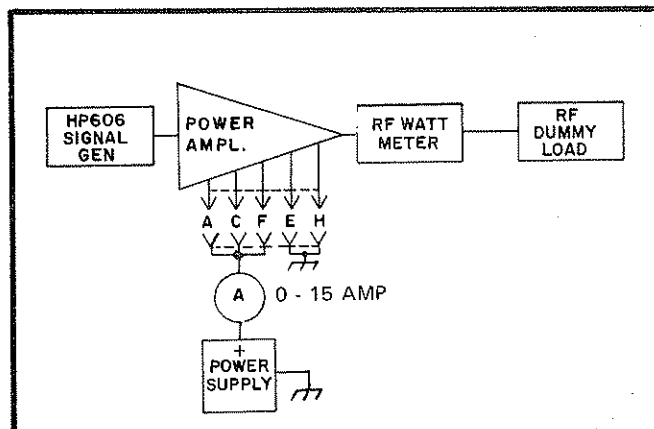 HP606
SIGNAL
GEN
POWER
AMPL.
RF WATT
METER
RF
DUMMY
LOAD
A C F E H
A 0 - 15 AMP
+
POWER
SUPPLY